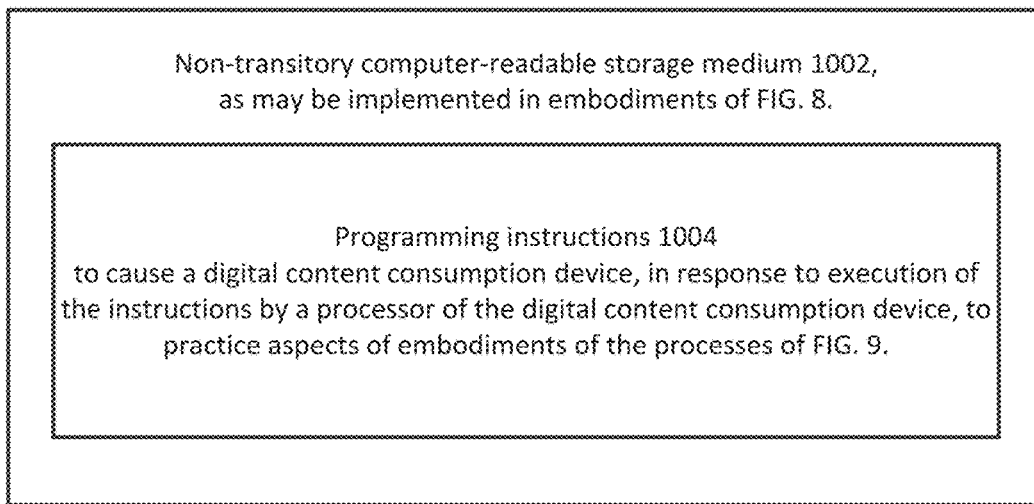 Non-transitory computer-readable storage medium 1002,
as may be implemented in embodiments of FIG. 8.
Programming instructions 1004
to cause a digital content consumption device, in response to execution of
the instructions by a processor of the digital content consumption device, to
practice aspects of embodiments of the processes of FIG. 9.